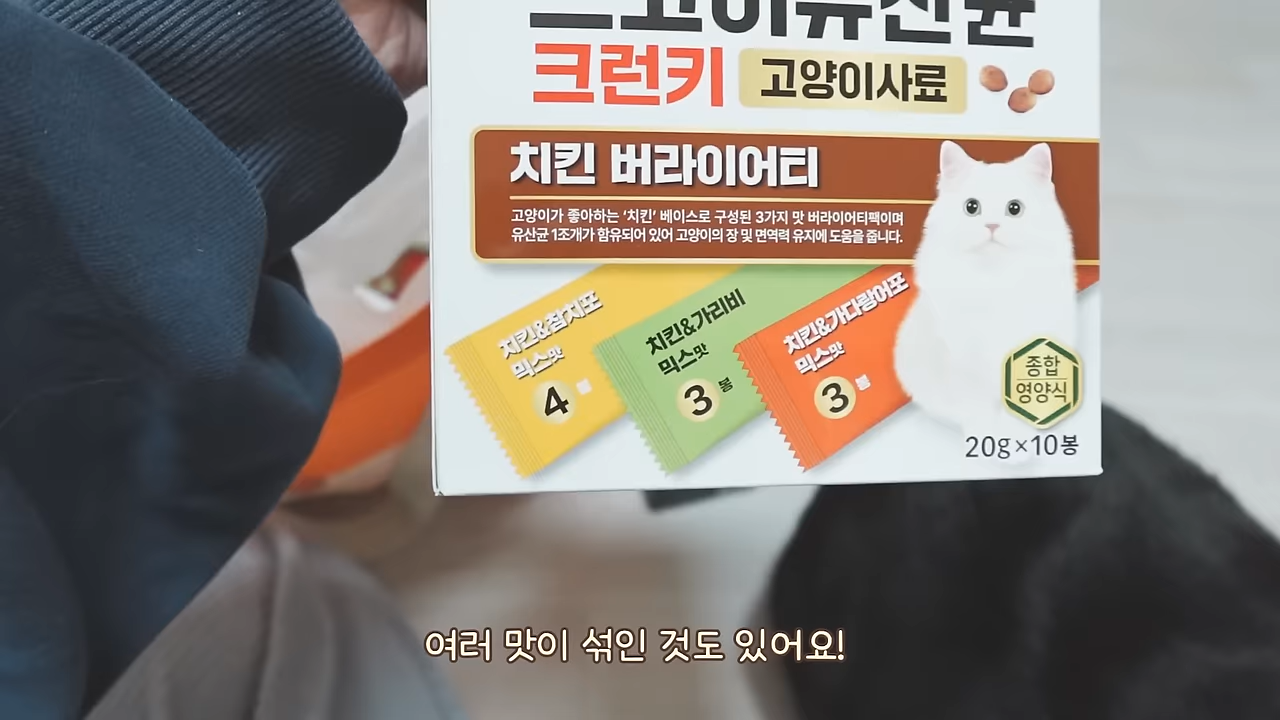 크런키 고양이사료
치킨 버라이어티
고양이가 좋아하는 '치킨' 베이스로 구성된 3가지 맛 버라이어티팩이며
유산균 1조개가 함유되어 있어 고양이의 장 및 면역력 유지에 도움을 줍니다.
치킨&참치포
믹스맛
4 봉
치킨&가리비
믹스맛
3 봉
치킨&가다랑어포
믹스맛
3 봉
종합
영양식
20g×10봉
여러 맛이 섞인 것도 있어요!